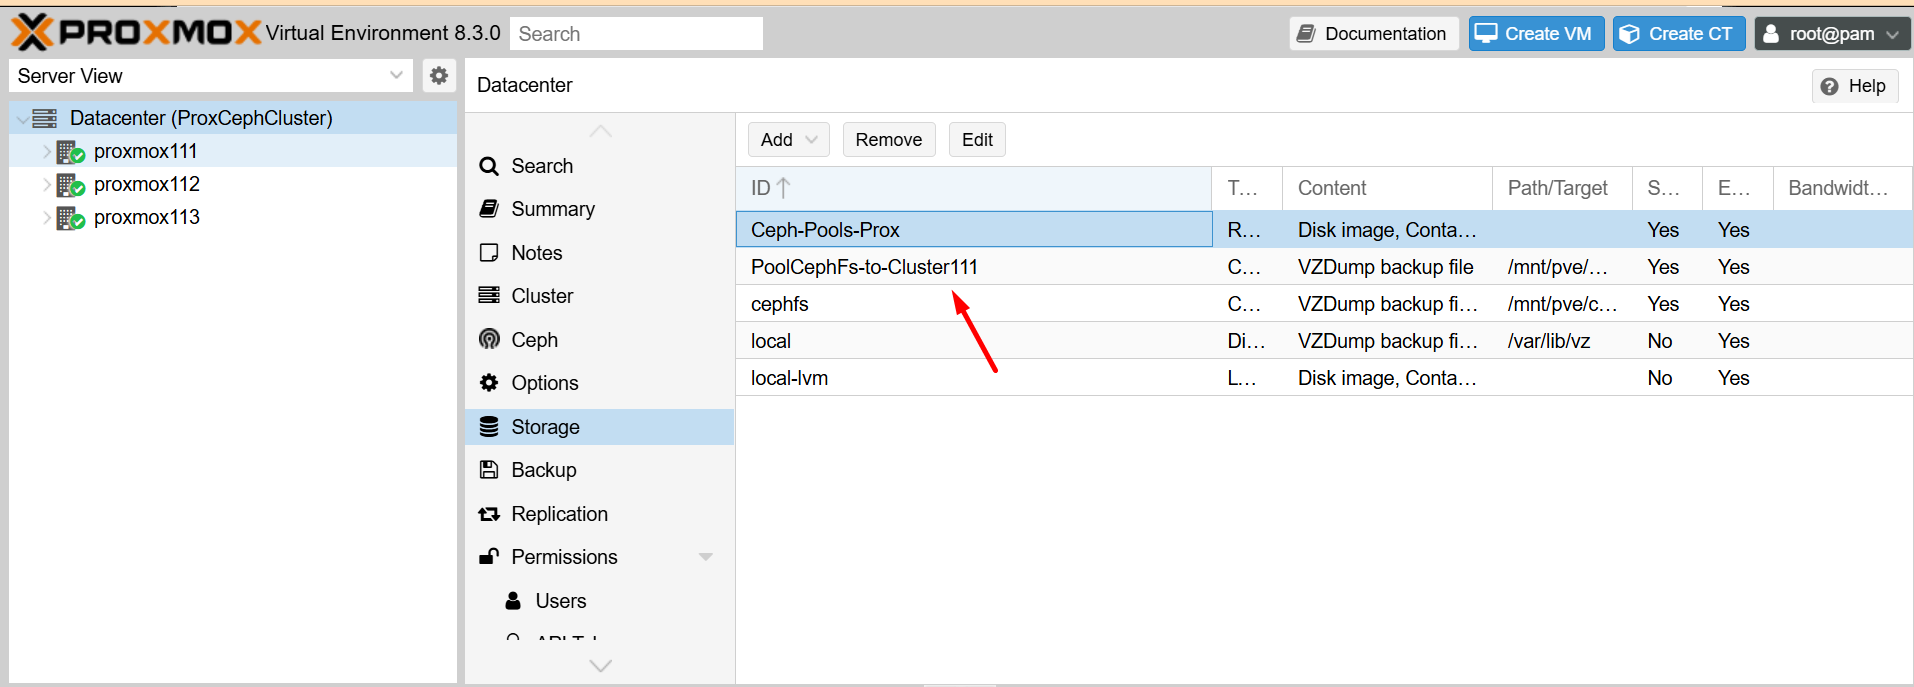 PROXMOX Virtual Environment 8.3.0 Search Documentation Create VM Create CT root@pam
Server View
Datacenter (ProxCephCluster)
proxmox111
proxmox112
proxmox113
Datacenter Help
Search
Summary
Notes
Cluster
Ceph
Options
Storage
Backup
Replication
Permissions
Users
Add Remove Edit
ID T... Content Path/Target S... E... Bandwidt...
Ceph-Pools-Prox R... Disk image, Conta... Yes Yes
PoolCephFs-to-Cluster111 C... VZDump backup file /mnt/pve/... Yes Yes
cephfs C... VZDump backup fi... /mnt/pve/c... Yes Yes
local Di... VZDump backup fi... /var/lib/vz No Yes
local-lvm L... Disk image, Conta... No Yes